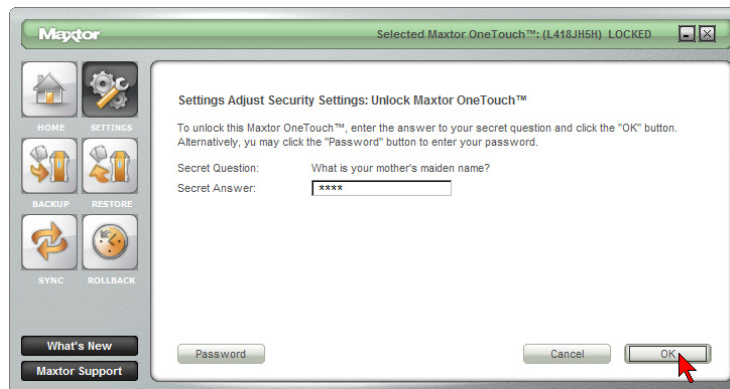 Maxtor
Selected Maxtor OneTouch™: (L418JH5H) LOCKED
HOME SETTINGS
BACKUP RESTORE
SYNC ROLLBACK
What's New
Maxtor Support
Settings Adjust Security Settings: Unlock Maxtor OneTouch™
To unlock this Maxtor OneTouch™, enter the answer to your secret question and click the "OK" button.
Alternatively, yu may click the "Password" button to enter your password.
Secret Question: What is your mother's maiden name?
Secret Answer: ****
Password Cancel OK